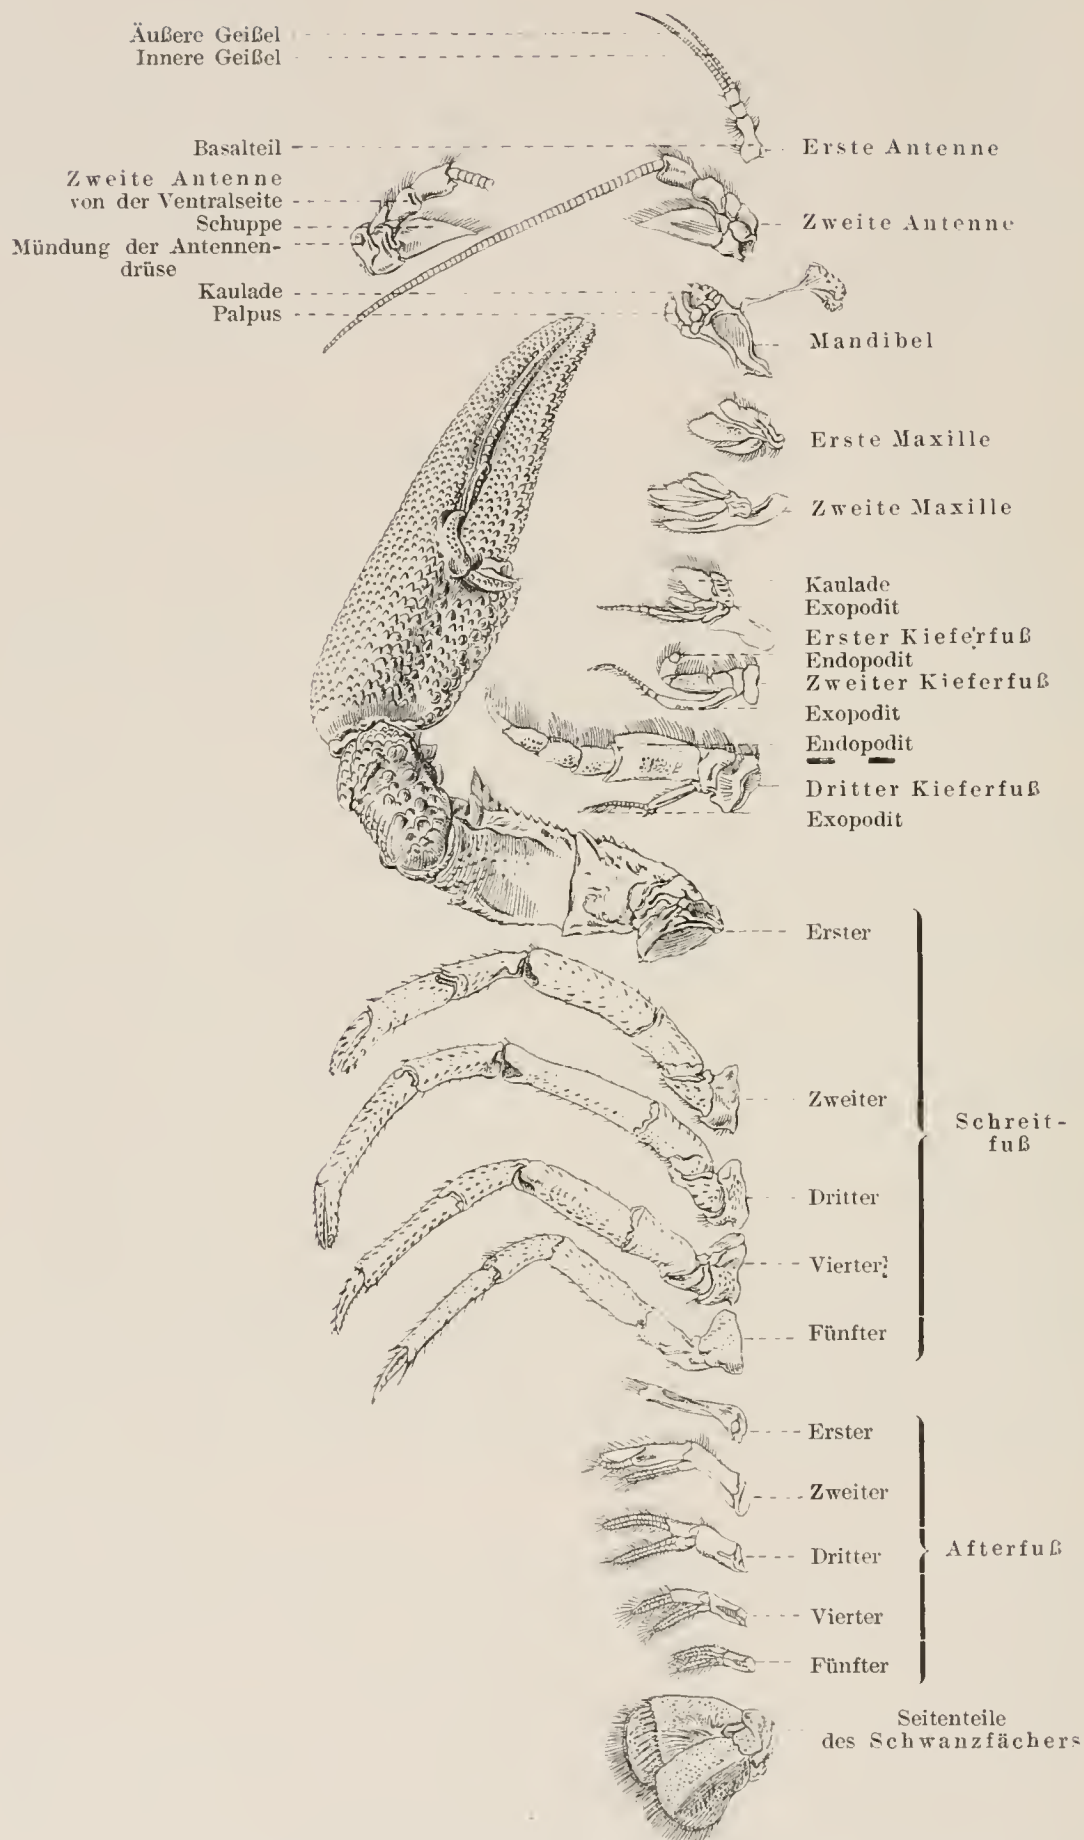 Äußere Geißel
Innere Geißel
Basalteil
Erste Antenne
Zweite Antenne
von der Ventralseite
Schuppe
Zweite Antenne
Mündung der Antennen-
drüse
Kaulade
Palpus
Mandibel
Erste Maxille
Zweite Maxille
Kaulade
Exopodit
Erster Kieferfuß
Endopodit
Zweiter Kieferfuß
Exopodit
Endopodit
Dritter Kieferfuß
Exopodit
Erster
Zweiter
Schreit-
fuß
Dritter
Vierter
Fünfter
Erster
Zweiter
Dritter
Afterfuß
Vierter
Fünfter
Seitenteile
des Schwanzfächers